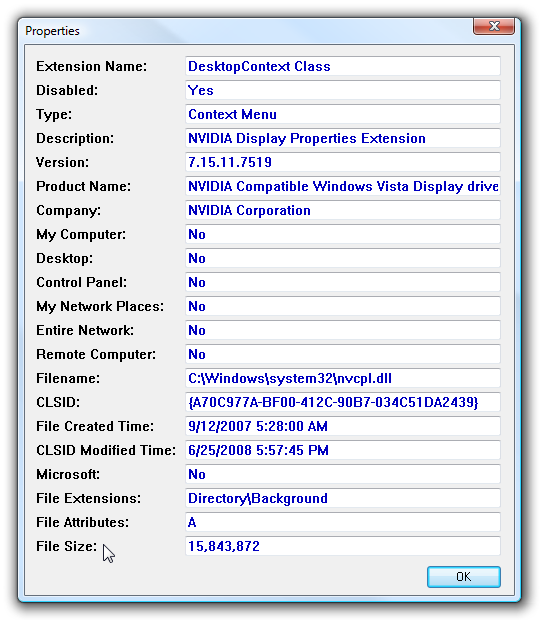 Properties
Extension Name: DesktopContext Class
Disabled: Yes
Type: Context Menu
Description: NVIDIA Display Properties Extension
Version: 7.15.11.7519
Product Name: NVIDIA Compatible Windows Vista Display drive
Company: NVIDIA Corporation
My Computer: No
Desktop: No
Control Panel: No
My Network Places: No
Entire Network: No
Remote Computer: No
Filename: C:\Windows\system32\nvcpl.dll
CLSID: {A70C977A-BF00-412C-90B7-034C51DA2439}
File Created Time: 9/12/2007 5:28:00 AM
CLSID Modified Time: 6/25/2008 5:57:45 PM
Microsoft: No
File Extensions: Directory\Background
File Attributes: A
File Size: 15,843,872
OK